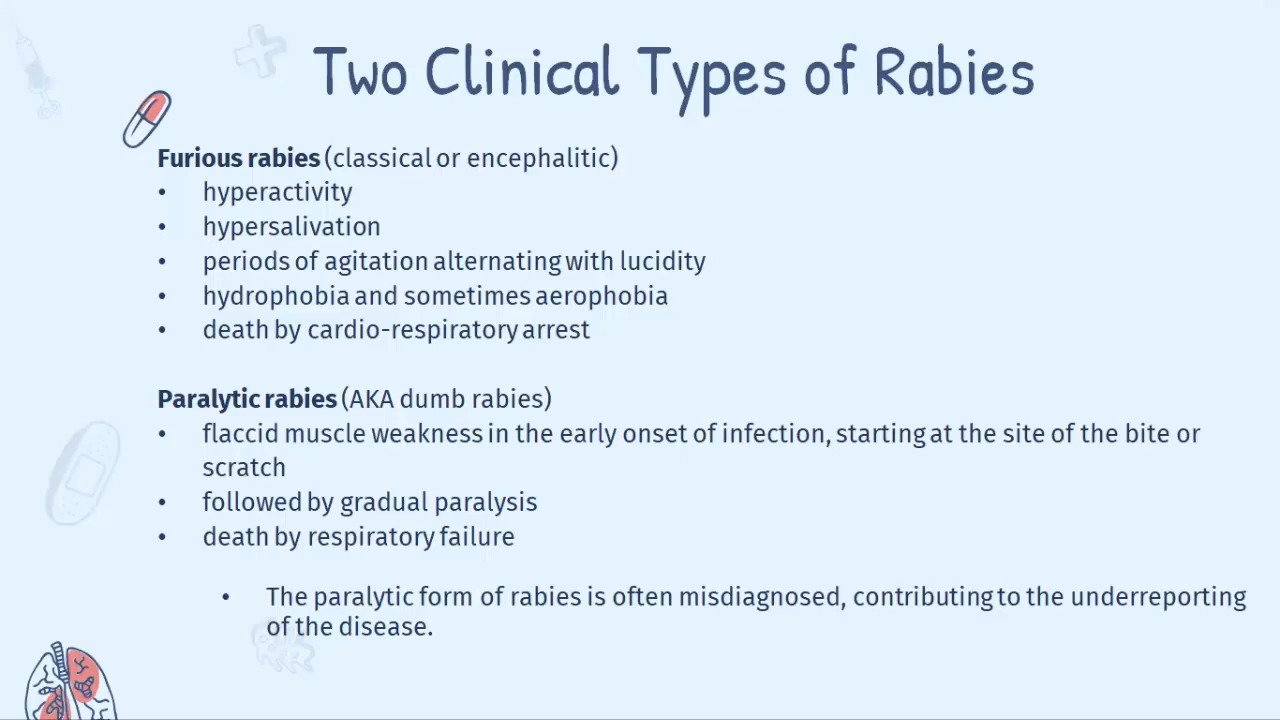 Two Clinical Types of Rabies
Furious rabies (classical or encephalitic)
• hyperactivity
• hypersalivation
• periods of agitation alternating with lucidity
• hydrophobia and sometimes aerophobia
• death by cardio-respiratory arrest
Paralytic rabies (AKA dumb rabies)
• flaccid muscle weakness in the early onset of infection, starting at the site of the bite or
scratch
• followed by gradual paralysis
• death by respiratory failure
• The paralytic form of rabies is often misdiagnosed, contributing to the underreporting
of the disease.